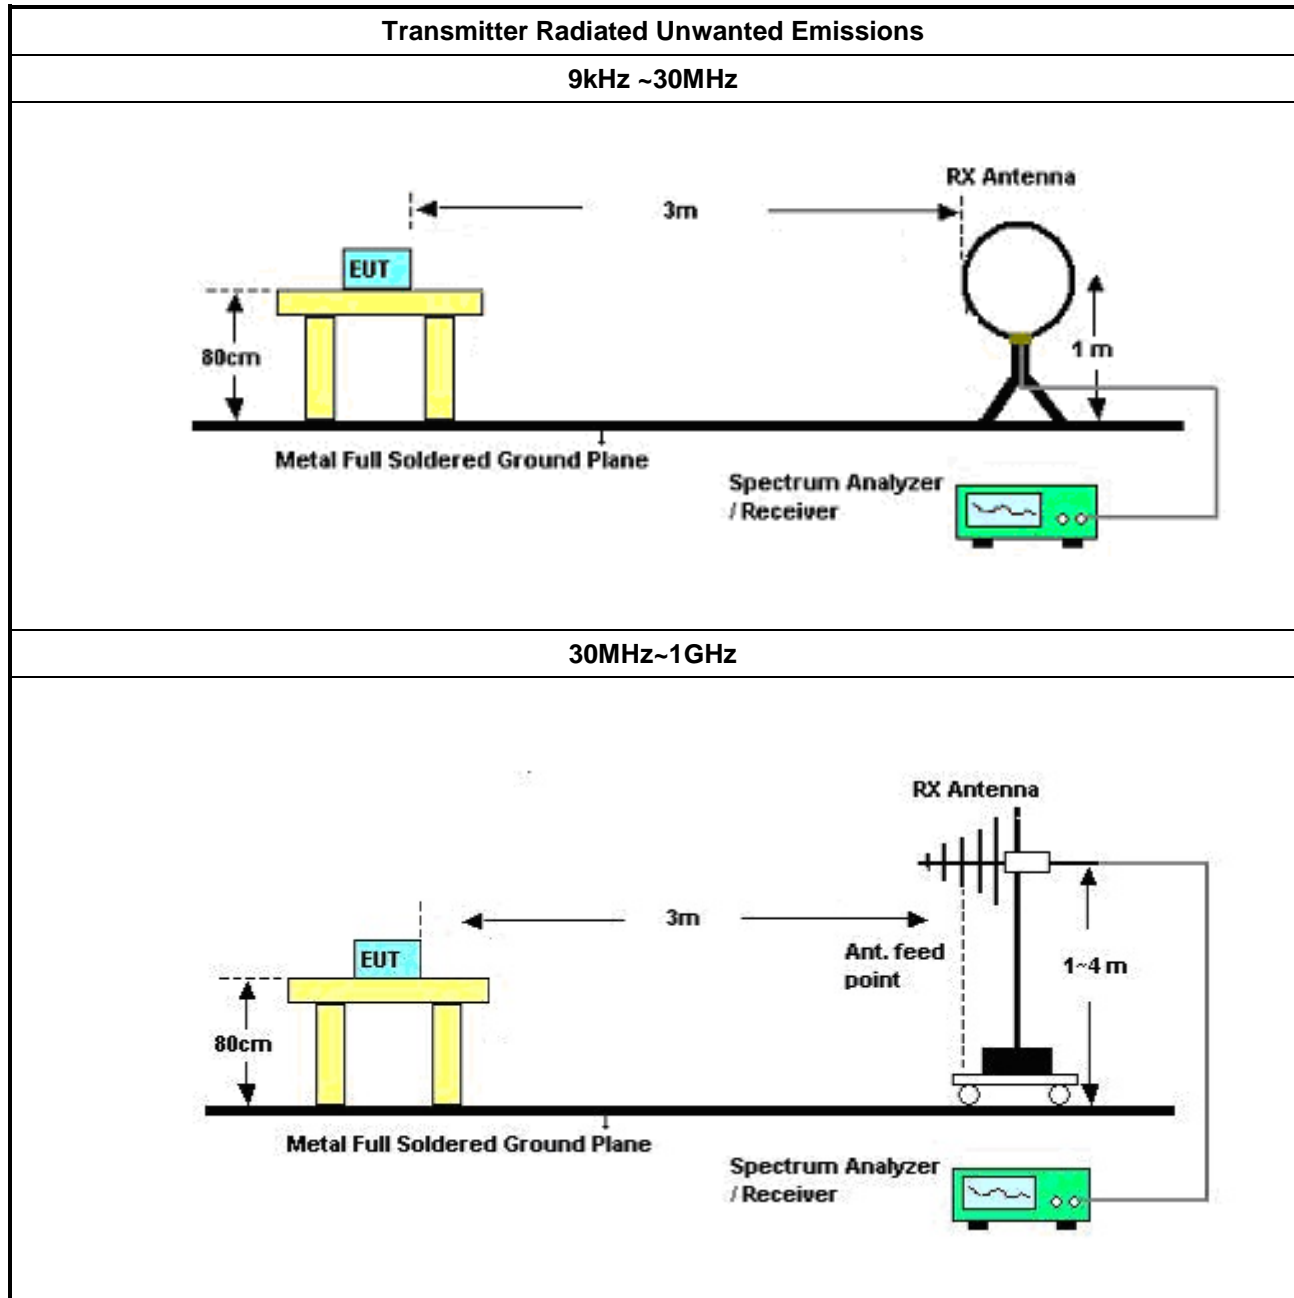 Transmitter Radiated Unwanted Emissions
9kHz ~30MHz
RX Antenna
3m
EUT
80cm
1 m
Metal Full Soldered Ground Plane
Spectrum Analyzer
/ Receiver
30MHz~1GHz
RX Antenna
3m
EUT
Ant. feed
point
1~4 m
80cm
Metal Full Soldered Ground Plane
Spectrum Analyzer
/ Receiver